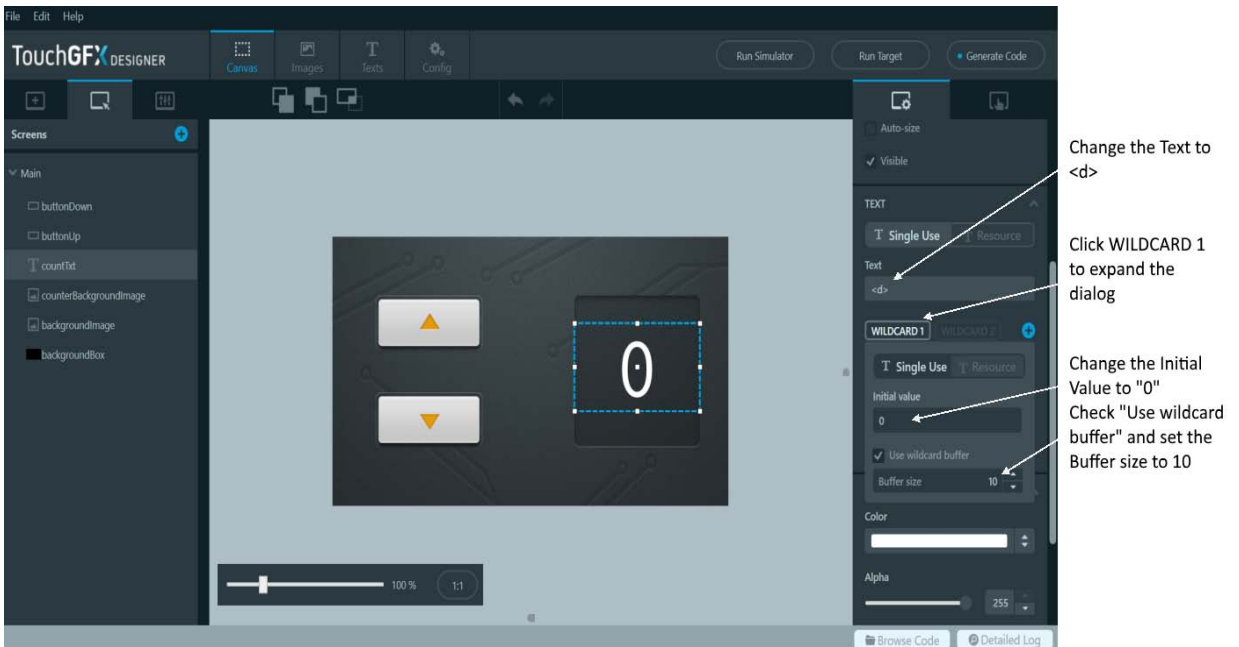 File Edit Help
TouchGFX DESIGNER
Canvas
Images
Texts
Config
Run Simulator
Run Target
Generate Code
Screens
Main
buttonDown
buttonUp
countTxt
counterBackgroundImage
backgroundImage
backgroundBox
0
100 %
1:1
Auto-size
Visible
TEXT
Single Use
Resource
Text
<d>
WILDCARD 1
WILDCARD 2
Single Use
Resource
Initial value
0
Use wildcard buffer
Buffer size
10
Color
Alpha
255
Browse Code
Detailed Log
Change the Text to
<d>
Click WILDCARD 1
to expand the
dialog
Change the Initial
Value to "0"
Check "Use wildcard
buffer" and set the
Buffer size to 10